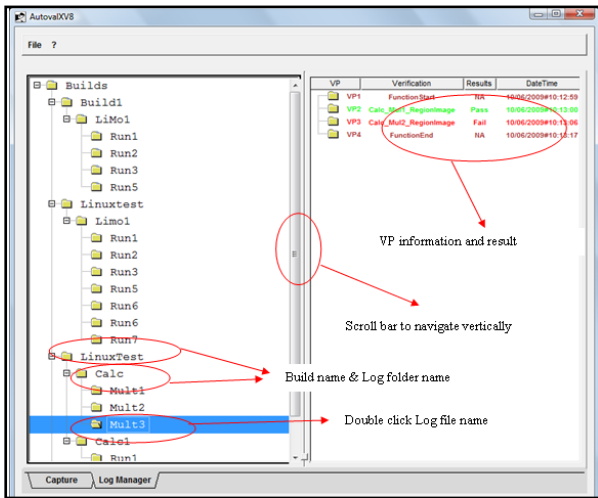 AutovalXV8
File ?
Builds
Build1
LiMo1
Run1
Run2
Run3
Run5
Linuxtest
Limo1
Run1
Run2
Run3
Run5
Run6
Run6
Run7
LinuxTest
Calc
Mult1
Mult2
Mult3
Calc1
Run1
VP Verification Results DateTime
VP1 FunctionStart NA 10/06/2009#10:12:59
VP2 Calc_Mul1_RegionImage Pass 10/06/2009#10:13:00
VP3 Calc_Mul2_RegionImage Fail 10/06/2009#10:13:06
VP4 FunctionEnd NA 10/06/2009#10:13:17
VP information and result
Scroll bar to navigate vertically
Build name & Log folder name
Double click Log file name
Capture Log Manager